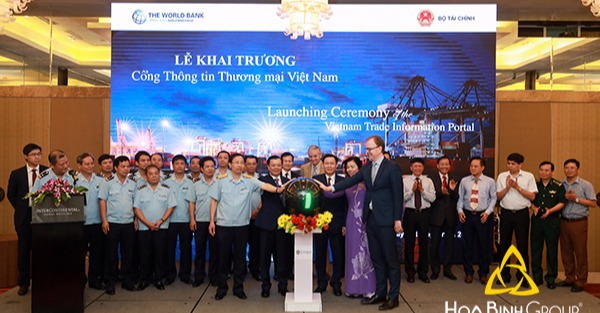 THE WORLD BANK
BỘ TÀI CHÍNH
LỄ KHAI TRƯƠNG
Cổng Thông tin Thương mại Việt Nam
Launching Ceremony of the
Vietnam Trade Information Portal
INTERCONTINENTAL
HOA BINH GROUP